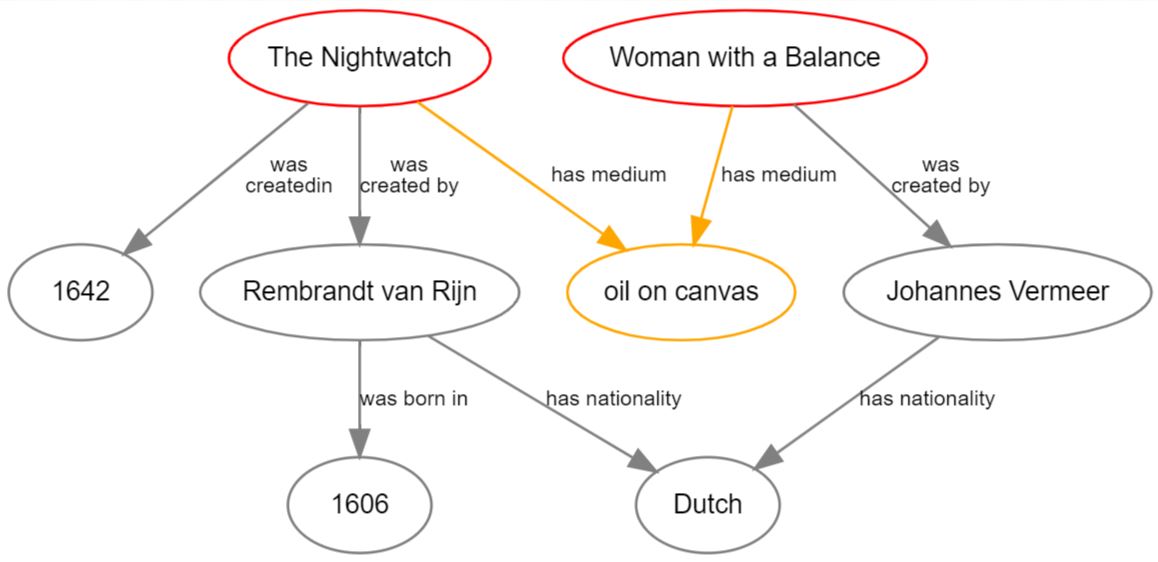 The Nightwatch
Woman with a Balance
was
createdin
was
created by
has medium
has medium
was
created by
1642
Rembrandt van Rijn
oil on canvas
Johannes Vermeer
was born in
has nationality
has nationality
1606
Dutch